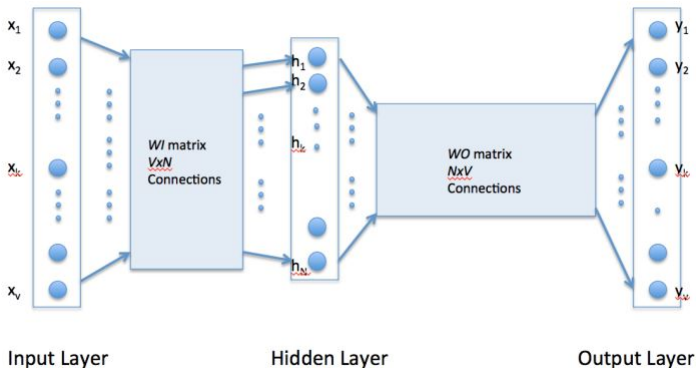 x1
x2
xk
xv
WI matrix
VxN
Connections
h1
h2
hk
hN
WO matrix
NxV
Connections
y1
y2
yk
yv
Input Layer
Hidden Layer
Output Layer